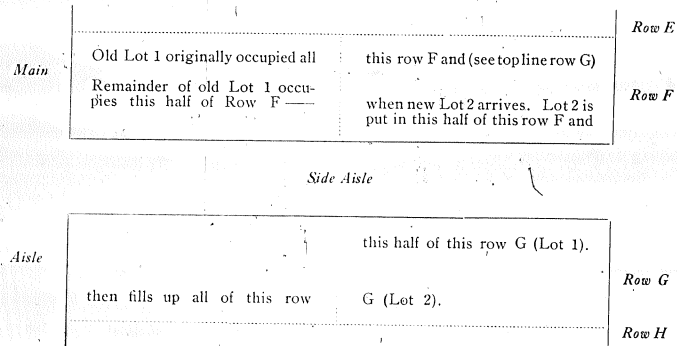 Row E
Old Lot 1 originally occupied all this row F and (see top line row G)
Main
Remainder of old Lot 1 occu-
pies this half of Row F —— when new Lot 2 arrives. Lot 2 is
Row F
put in this half of this row F and
Side Aisle
this half of this row G (Lot 1).
Aisle
Row G
then fills up all of this row G (Lot 2).
Row H